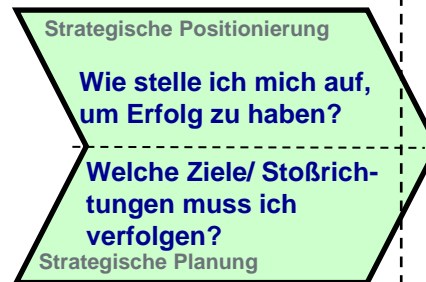 Strategische Positionierung
Wie stelle ich mich auf,
um Erfolg zu haben?
Welche Ziele/ Stoßrich-
tungen muss ich
verfolgen?
Strategische Planung